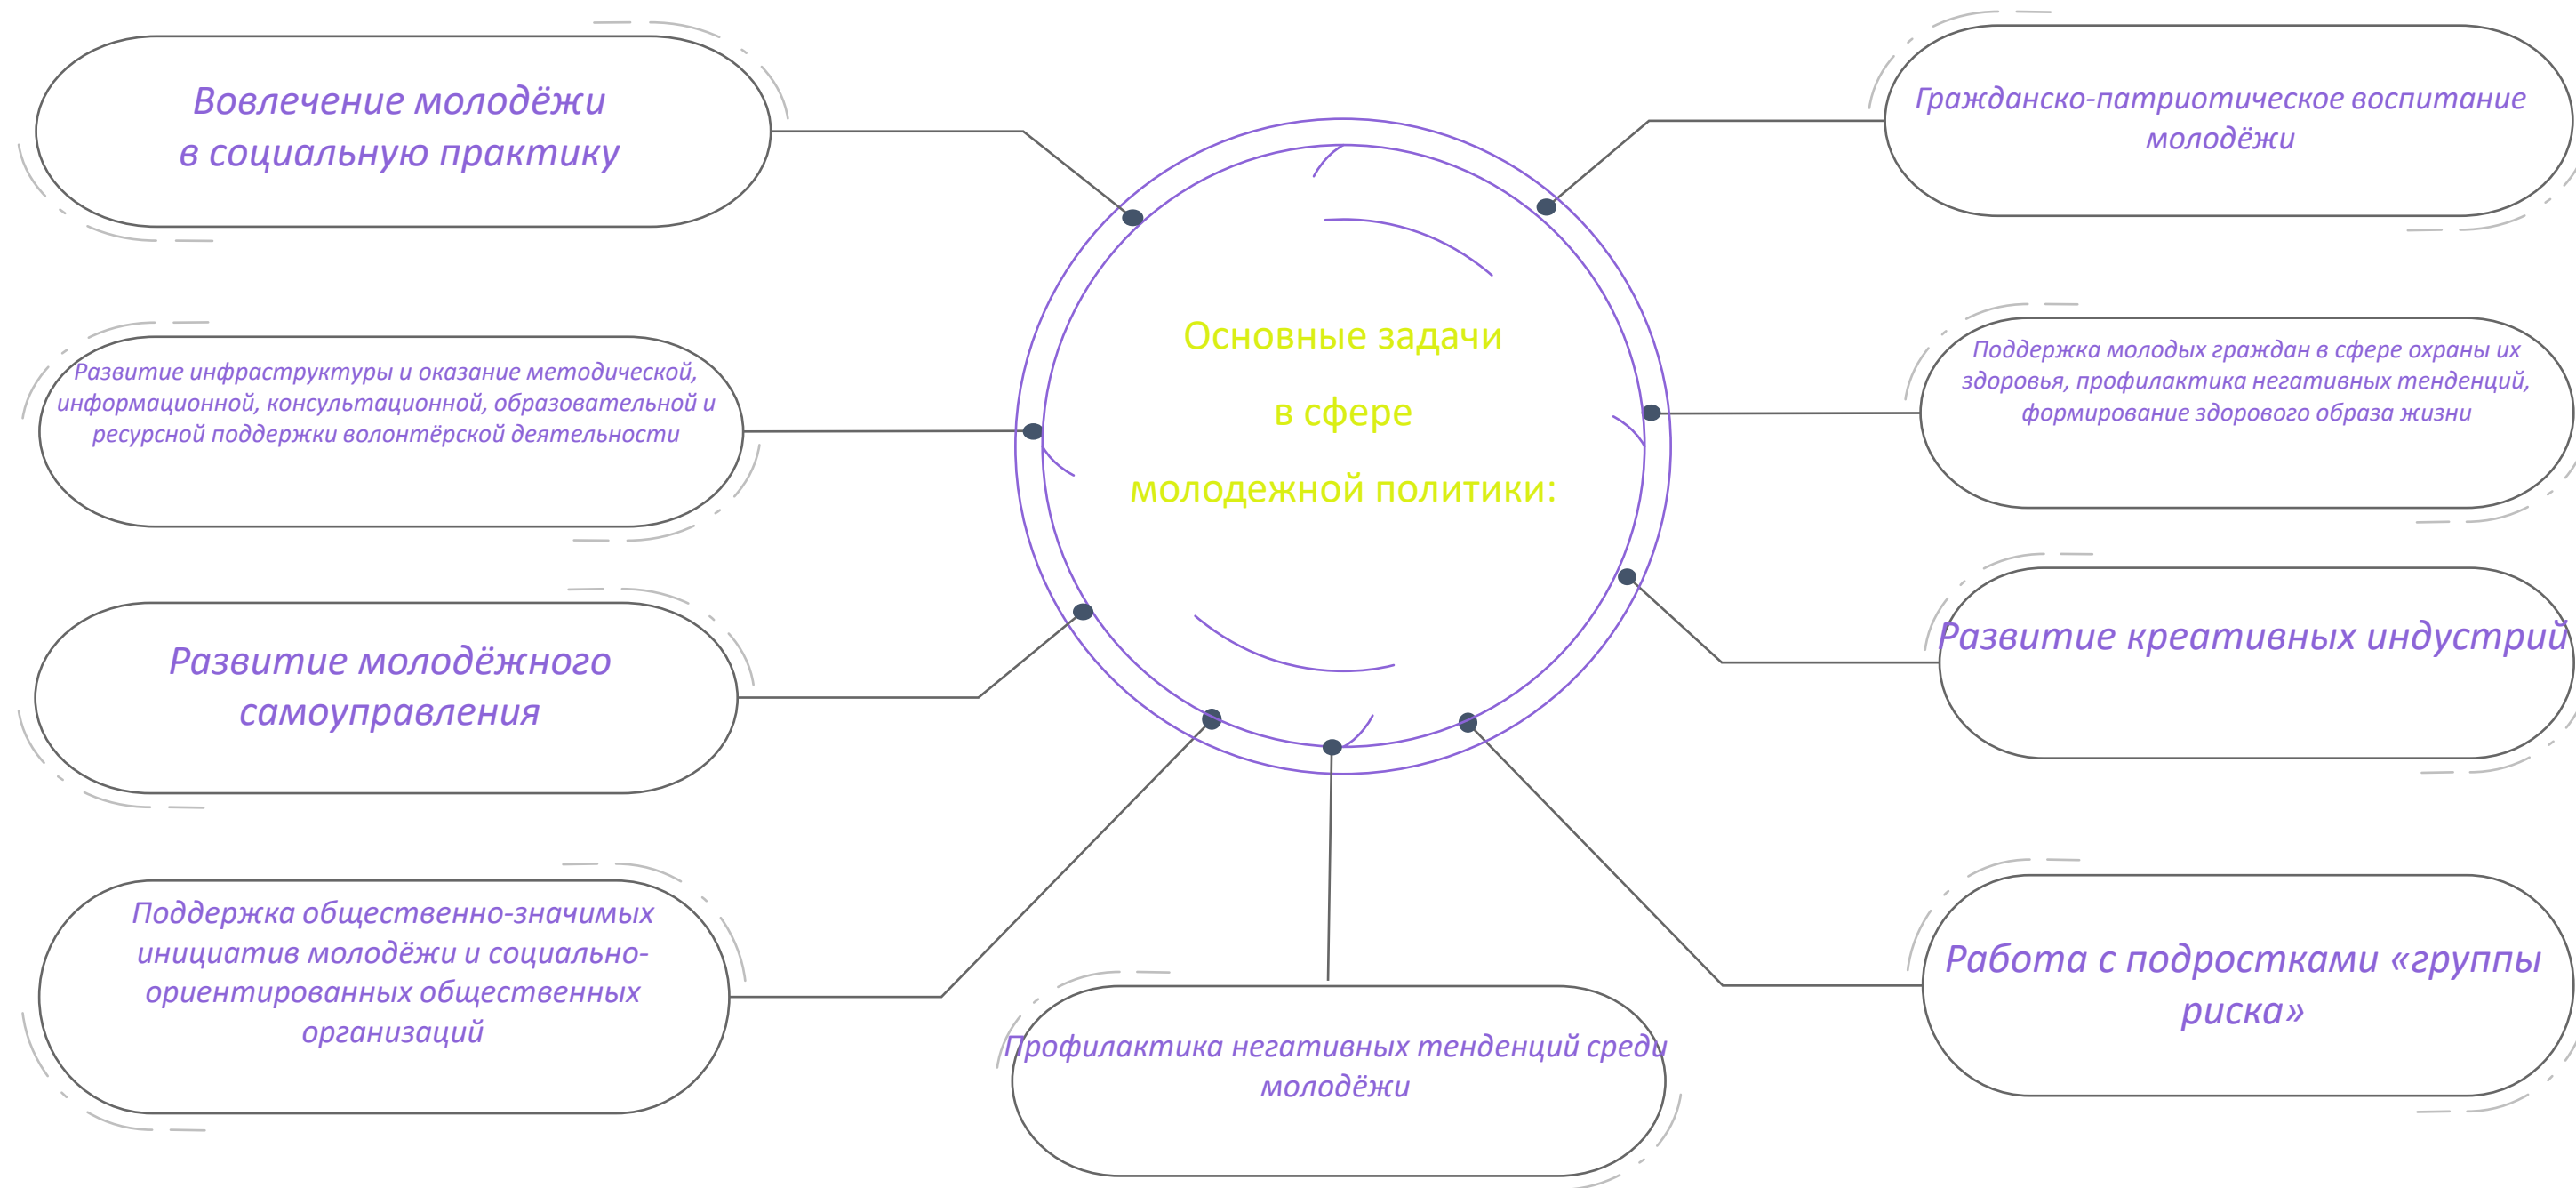 Вовлечение молодёжи
в социальную практику
Развитие инфраструктуры и оказание методической,
информационной, консультационной, образовательной и
ресурсной поддержки волонтёрской деятельности
Развитие молодёжного
самоуправления
Поддержка общественно-значимых
инициатив молодёжи и социально-
ориентированных общественных
организаций
Основные задачи
в сфере
молодежной политики:
Профилактика негативных тенденций среди
молодёжи
Гражданско-патриотическое воспитание
молодёжи
Поддержка молодых граждан в сфере охраны их
здоровья, профилактика негативных тенденций,
формирование здорового образа жизни
Развитие креативных индустрий
Работа с подростками «группы
риска»